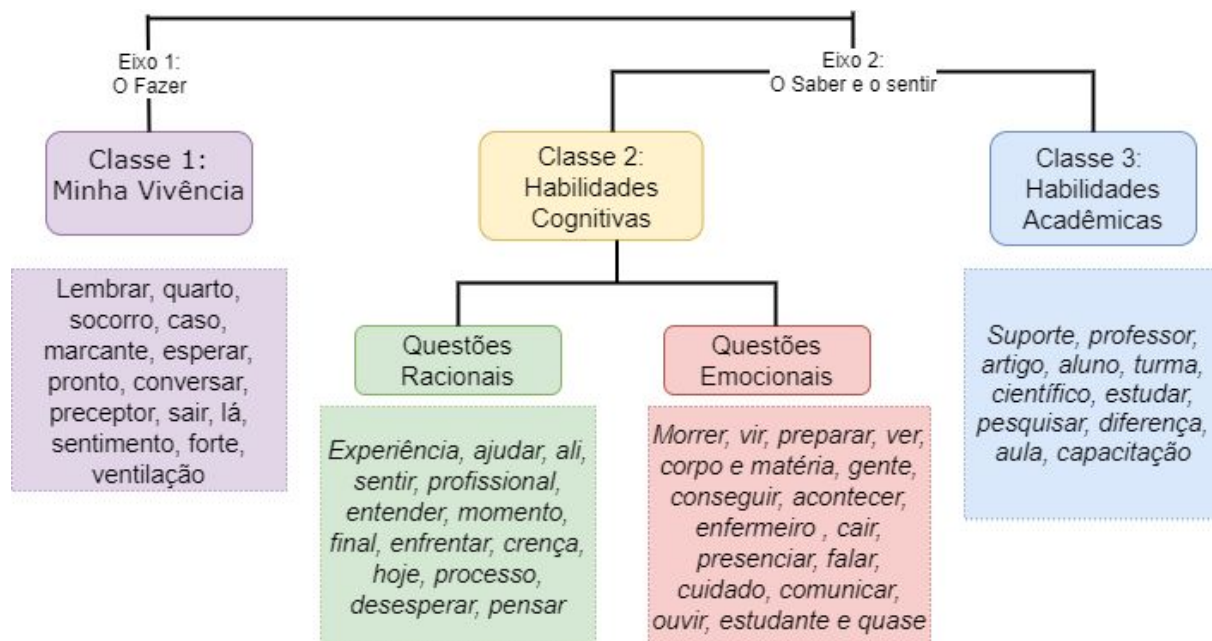 Eixo 1:
O Fazer
Eixo 2:
O Saber e o sentir
Classe 1:
Minha Vivência
Classe 2:
Habilidades
Cognitivas
Classe 3:
Habilidades
Acadêmicas
Lembrar, quarto,
socorro, caso,
marcante, esperar,
pronto, conversar,
preceptor, sair, lá,
sentimento, forte,
ventilação
Questões
Racionais
Experiência, ajudar, ali,
sentir, profissional,
entender, momento,
final, enfrentar, crença,
hoje, processo,
desesperar, pensar
Questões
Emocionais
Morrer, vir, preparar, ver,
corpo e matéria, gente,
conseguir, acontecer,
enfermeiro , cair,
presenciar, falar,
cuidado, comunicar,
ouvir, estudante e quase
Suporte, professor,
artigo, aluno, turma,
científico, estudar,
pesquisar, diferença,
aula, capacitação